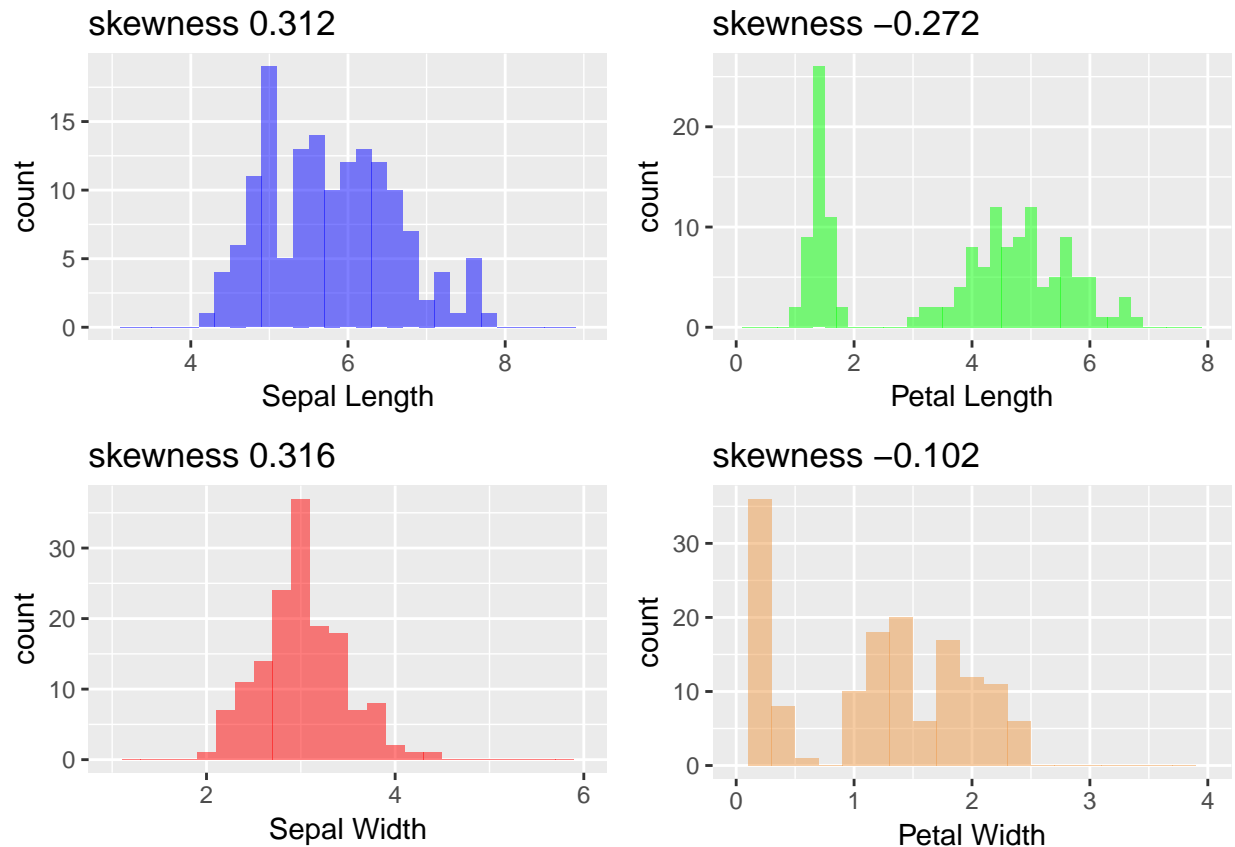 skewness 0.312
count
15
10
5
0
4 6 8
Sepal Length
skewness −0.272
count
20
10
0
0 2 4 6 8
Petal Length
skewness 0.316
count
30
20
10
0
2 4 6
Sepal Width
skewness −0.102
count
30
20
10
0
0 1 2 3 4
Petal Width